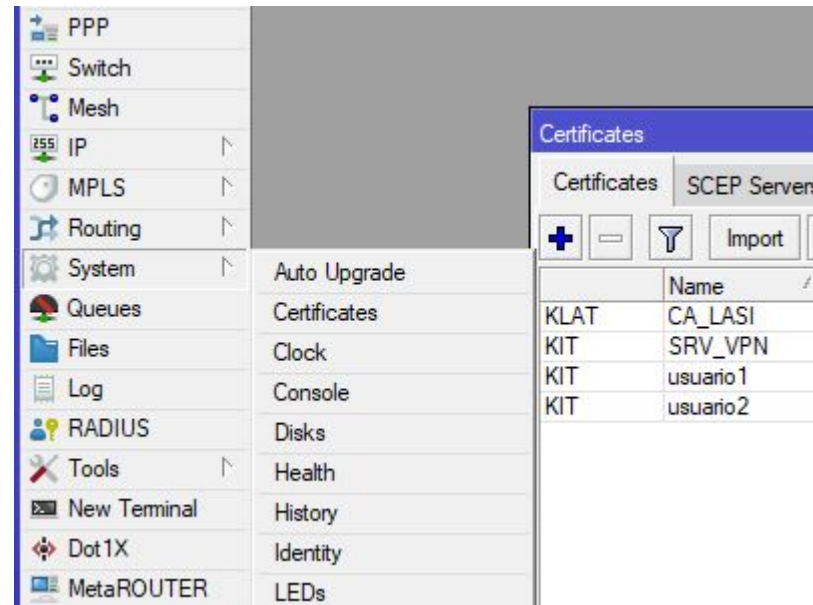 PPP
Switch
Mesh
255 IP
MPLS
Routing
System
Queues
Files
Log
RADIUS
Tools
New Terminal
Dot1X
MetaROUTER
Auto Upgrade
Certificates
Clock
Console
Disks
Health
History
Identity
LEDs
Certificates
Certificates SCEP Servers
Import
Name
KLAT CA_LASI
KIT SRV_VPN
KIT usuario1
KIT usuario2